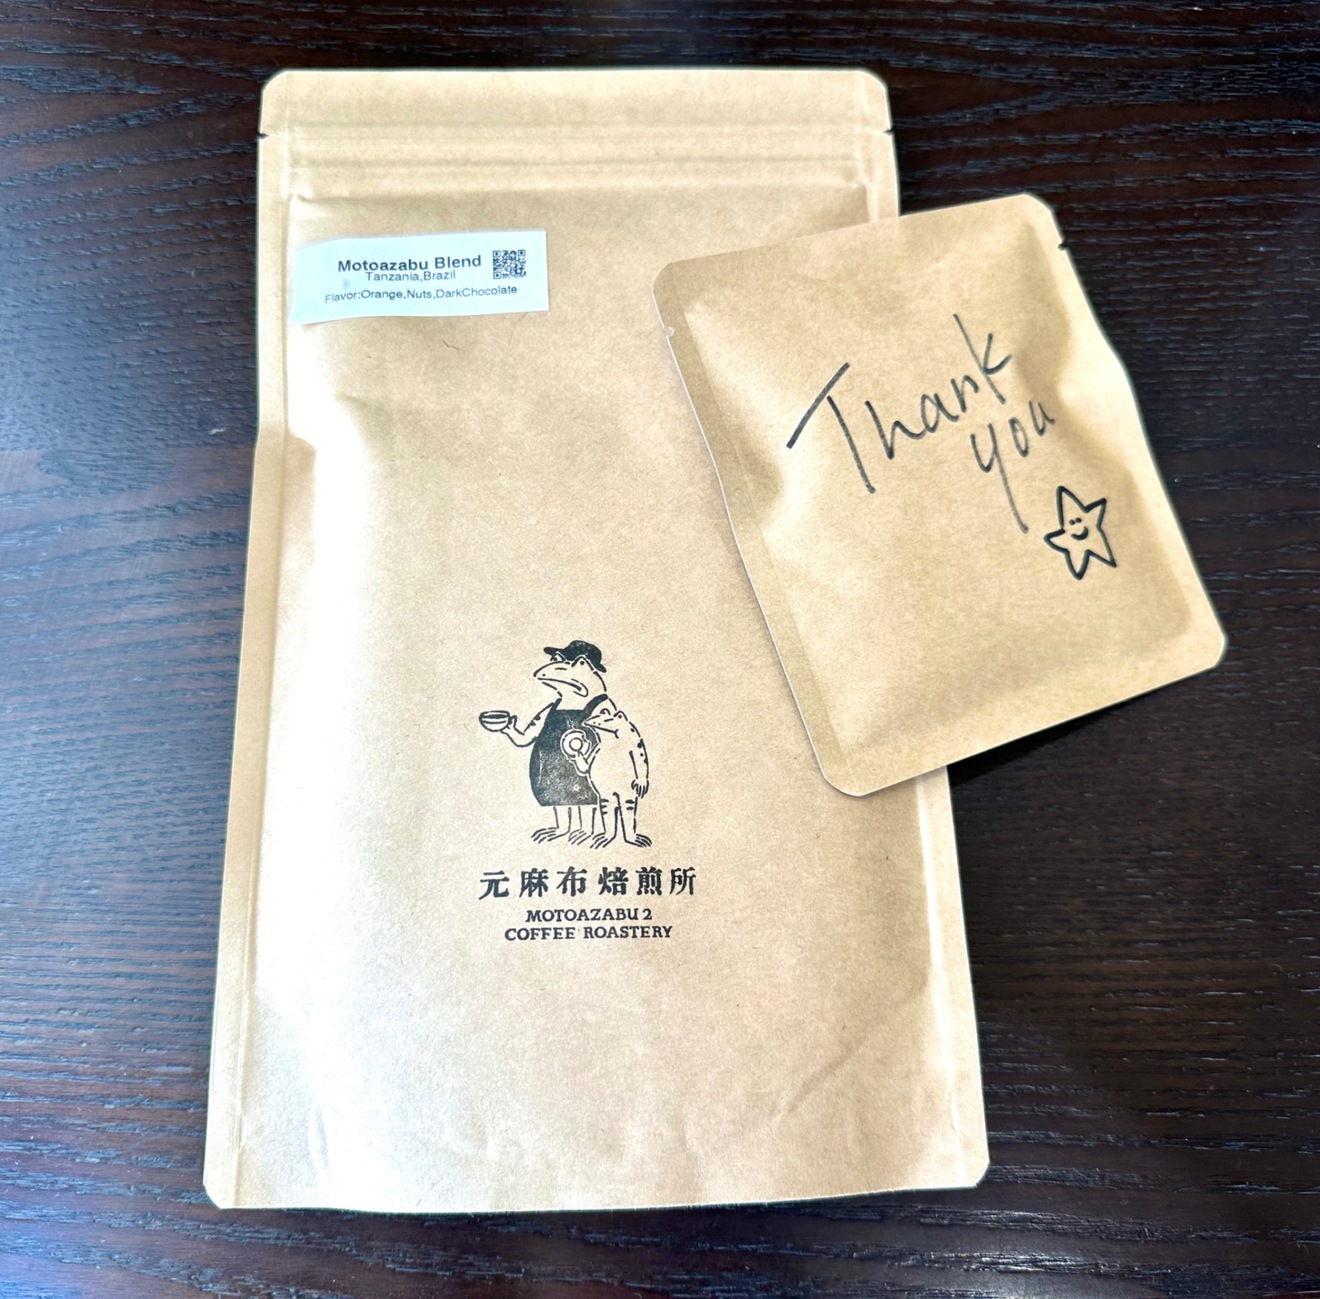 Motoazabu Blend
Tanzania,Brazil
Flavor:Orange,Nuts,DarkChocolate
Thank
you
元麻布焙煎所
MOTOAZABU 2
COFFEE ROASTERY